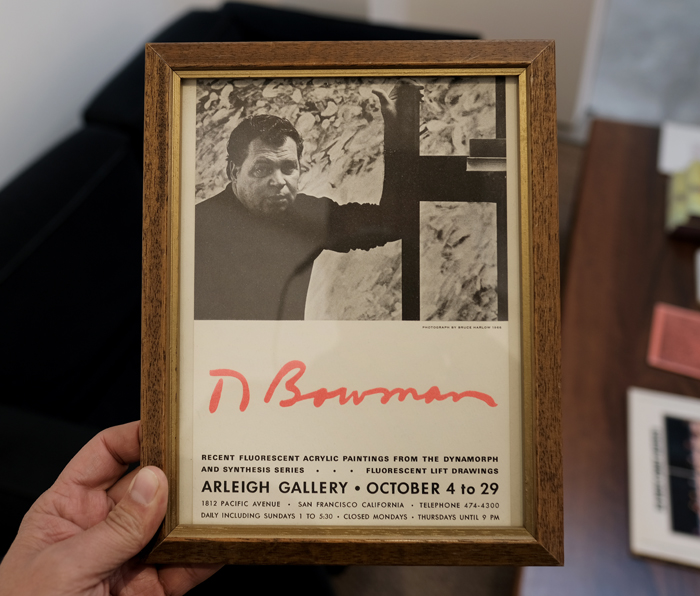 PHOTOGRAPH BY BRUCE HARLOW
D Bowman
RECENT FLUORESCENT ACRYLIC PAINTINGS FROM THE DYNAMORPH
AND SYNTHESIS SERIES • • • FLUORESCENT LIFT DRAWINGS
ARLEIGH GALLERY • OCTOBER 4 to 29
1812 PACIFIC AVENUE • SAN FRANCISCO CALIFORNIA • TELEPHONE 474-4300
DAILY INCLUDING SUNDAYS 1 TO 5:30 • CLOSED MONDAYS • THURSDAYS UNTIL 9 PM